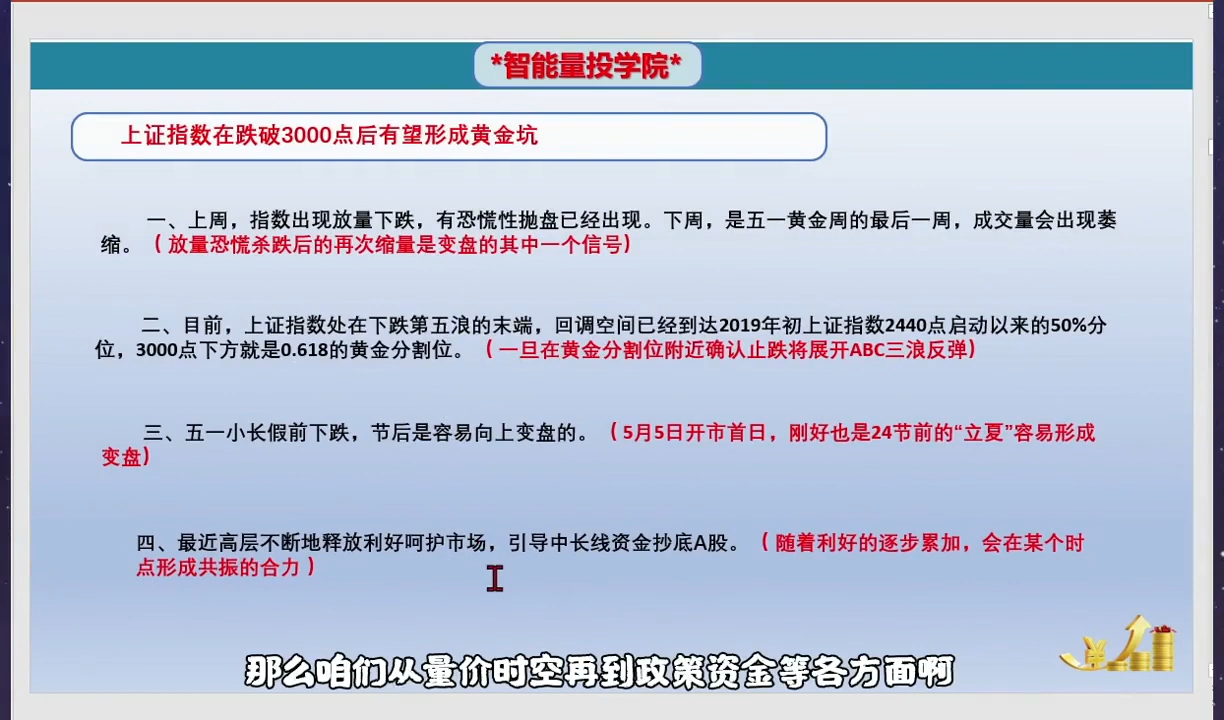 *智能量投学院*
上证指数在跌破3000点后有望形成黄金坑
一、上周，指数出现放量下跌，有恐慌性抛盘已经出现。下周，是五一黄金周的最后一周，成交量会出现萎
缩。（放量恐慌杀跌后的再次缩量是变盘的其中一个信号）
二、目前，上证指数处在下跌第五浪的末端，回调空间已经到达2019年初上证指数2440点启动以来的50%分
位，3000点下方就是0.618的黄金分割位。（一旦在黄金分割位附近确认止跌将展开ABC三浪反弹）
三、五一小长假前下跌，节后是容易向上变盘的。（5月5日开市首日，刚好也是24节前的“立夏”容易形成
变盘）
四、最近高层不断地释放利好呵护市场，引导中长线资金抄底A股。（随着利好的逐步累加，会在某个时
点形成共振的合力）
那么咱们从量价时空再到政策资金等各方面啊